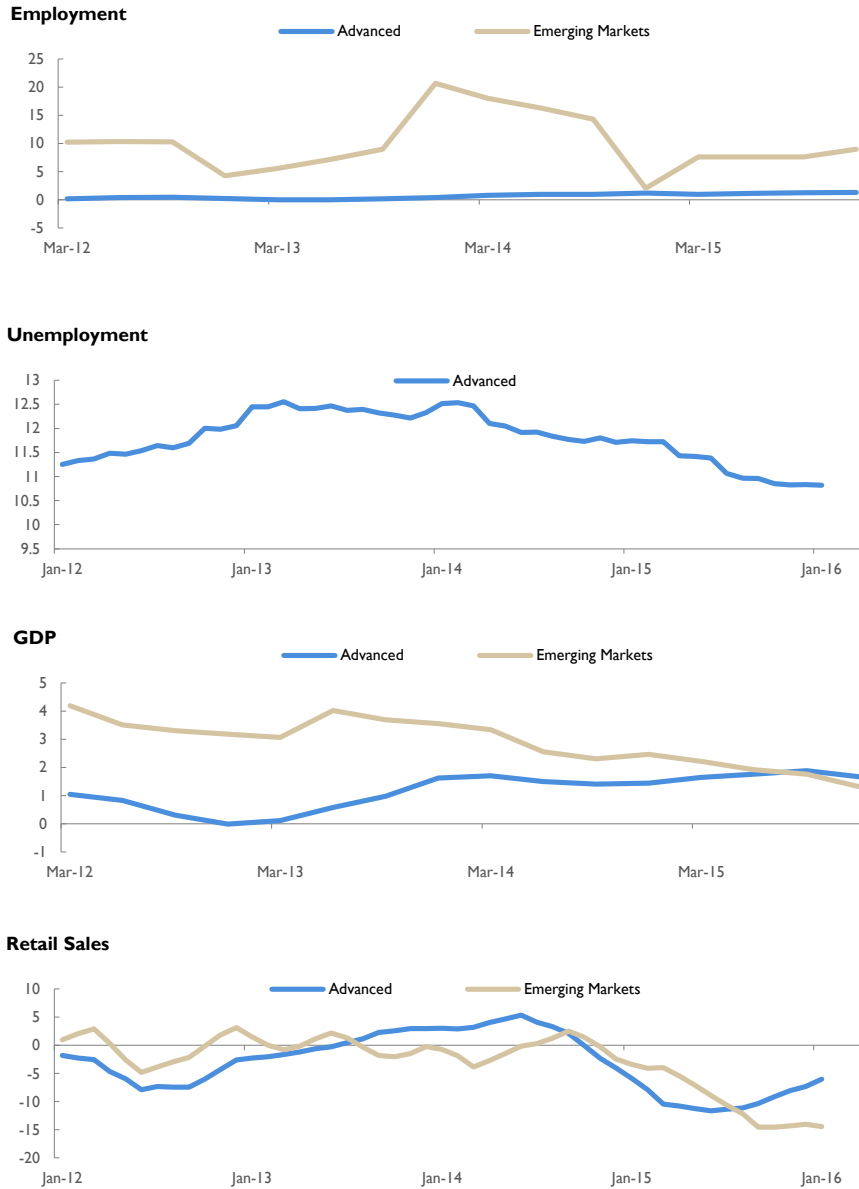 Employment
Advanced Emerging Markets
25
20
15
10
5
0
-5
Mar-12 Mar-13 Mar-14 Mar-15
Unemployment
Advanced
13
12.5
12
11.5
11
10.5
10
9.5
Jan-12 Jan-13 Jan-14 Jan-15 Jan-16
GDP
Advanced Emerging Markets
5
4
3
2
1
0
-1
Mar-12 Mar-13 Mar-14 Mar-15
Retail Sales
Advanced Emerging Markets
10
5
0
-5
-10
-15
-20
Jan-12 Jan-13 Jan-14 Jan-15 Jan-16